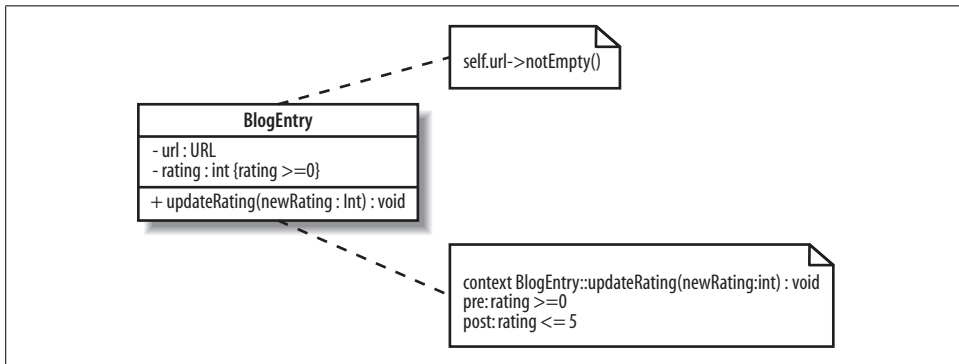 self.url->notEmpty()
BlogEntry
- url : URL
- rating : int {rating >=0}
+ updateRating(newRating : Int) : void
context BlogEntry::updateRating(newRating:int) : void
pre: rating >=0
post: rating <= 5